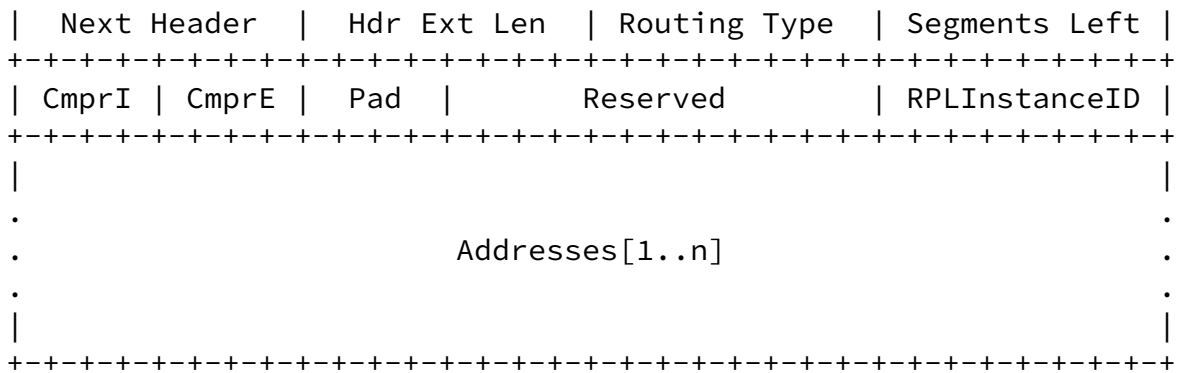 |  Next Header  |  Hdr Ext Len  | Routing Type  | Segments Left |
+-+-+-+-+-+-+-+-+-+-+-+-+-+-+-+-+-+-+-+-+-+-+-+-+-+-+-+-+-+-+-+-+
| CmprI | CmprE |  Pad  |       Reserved        | RPLInstanceID |
+-+-+-+-+-+-+-+-+-+-+-+-+-+-+-+-+-+-+-+-+-+-+-+-+-+-+-+-+-+-+-+-+
|                                                               |
.                                                               .
.                        Addresses[1..n]                        .
.                                                               .
|                                                               |
+-+-+-+-+-+-+-+-+-+-+-+-+-+-+-+-+-+-+-+-+-+-+-+-+-+-+-+-+-+-+-+-+